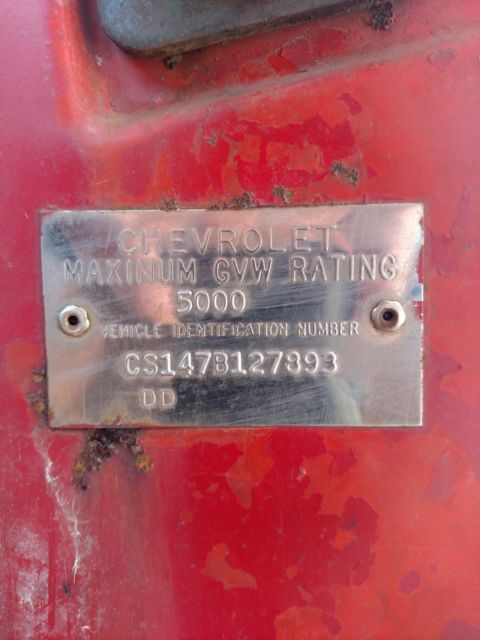 CHEVROLET
MAXIMUM GVW RATING
5000
VEHICLE IDENTIFICATION NUMBER
CS147B127893
DD